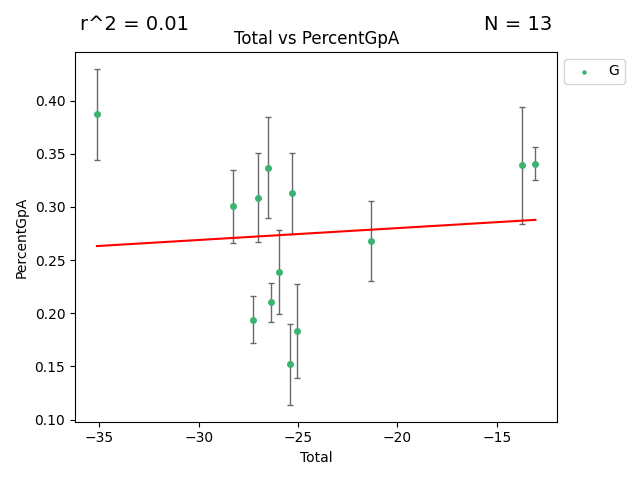 r^2 = 0.01
N = 13
Total vs PercentGpA
G
PercentGpA
0.40
0.35
0.30
0.25
0.20
0.15
0.10
−35
−30
−25
−20
−15
Total